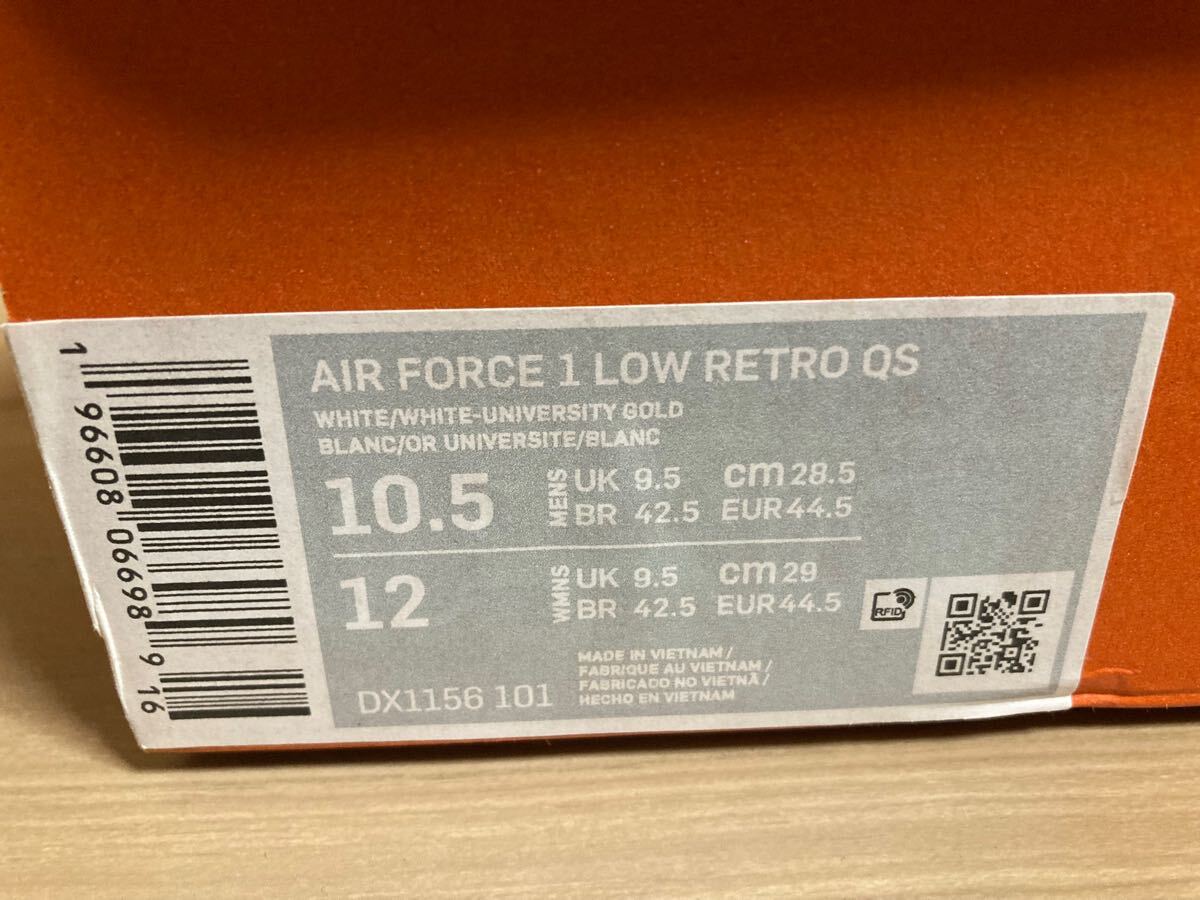 AIR FORCE 1 LOW RETRO QS
WHITE/WHITE-UNIVERSITY GOLD
BLANC/OR UNIVERSITE/BLANC
10.5
MENS
UK 9.5 cm 28.5
BR 42.5 EUR 44.5
12
WMNS
UK 9.5 cm 29
BR 42.5 EUR 44.5
RFID
DX1156 101
MADE IN VIETNAM /
FABRIQUE AU VIETNAM /
FABRICADO NO VIETNÃ /
HECHO EN VIETNAM
1 96608 06698 9 16